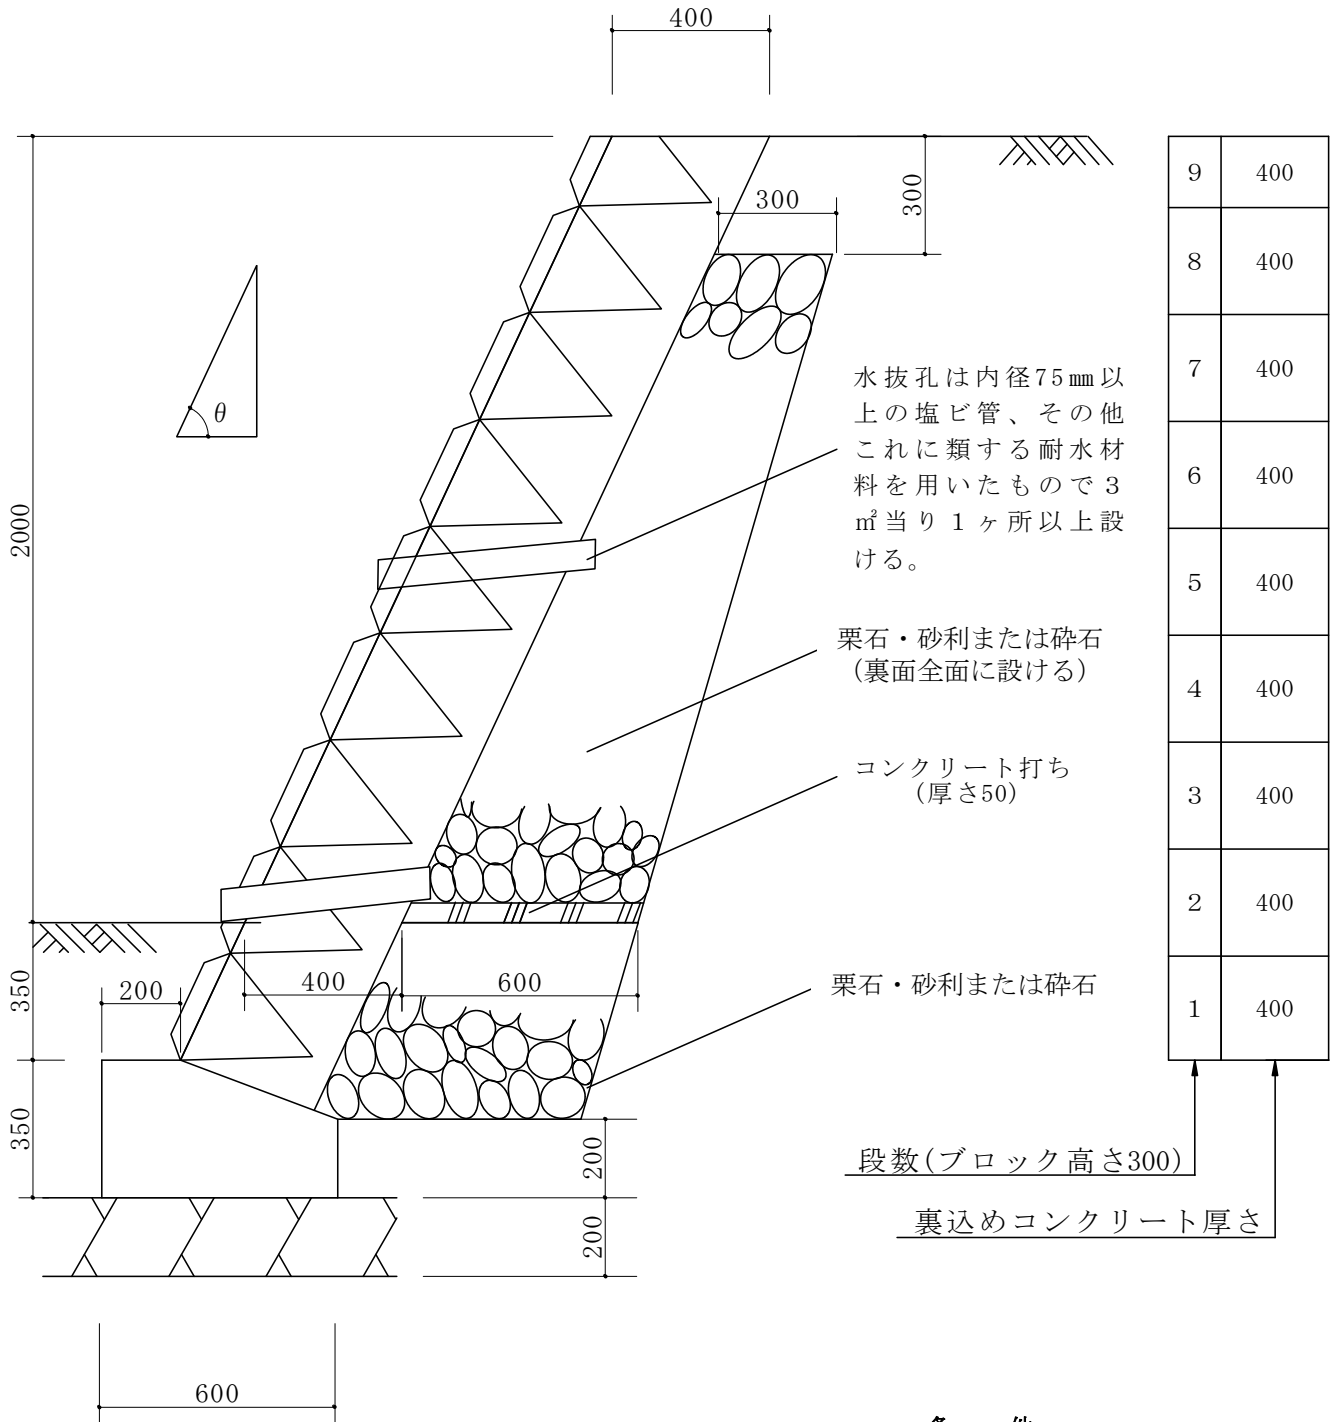 400
300
300
9 400
8 400
7 400
6 400
5 400
4 400
3 400
2 400
1 400
θ
2000
水抜孔は内径75㎜以
上の塩ビ管、その他
これに類する耐水材
料を用いたもので３
㎡当り１ヶ所以上設
ける。
栗石・砂利または砕石
(裏面全面に設ける)
コンクリート打ち
(厚さ50)
350
200
400
600
栗石・砂利または砕石
350
200
200
段数(ブロック高さ300)
裏込めコンクリート厚さ
600